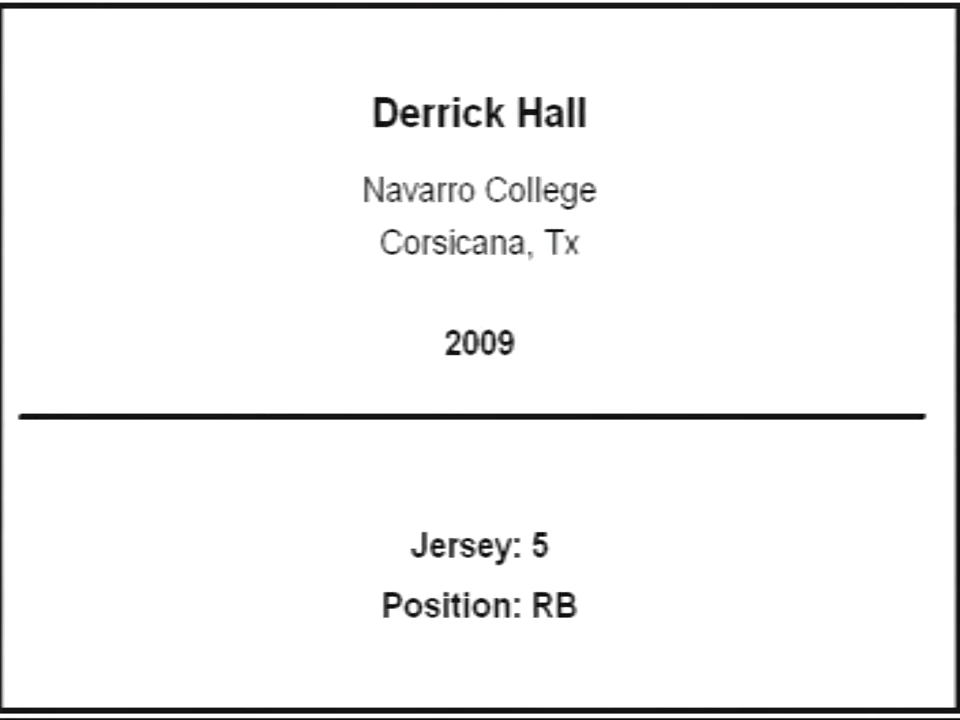 Derrick Hall
Navarro College
Corsicana, Tx
2009
Jersey: 5
Position: RB